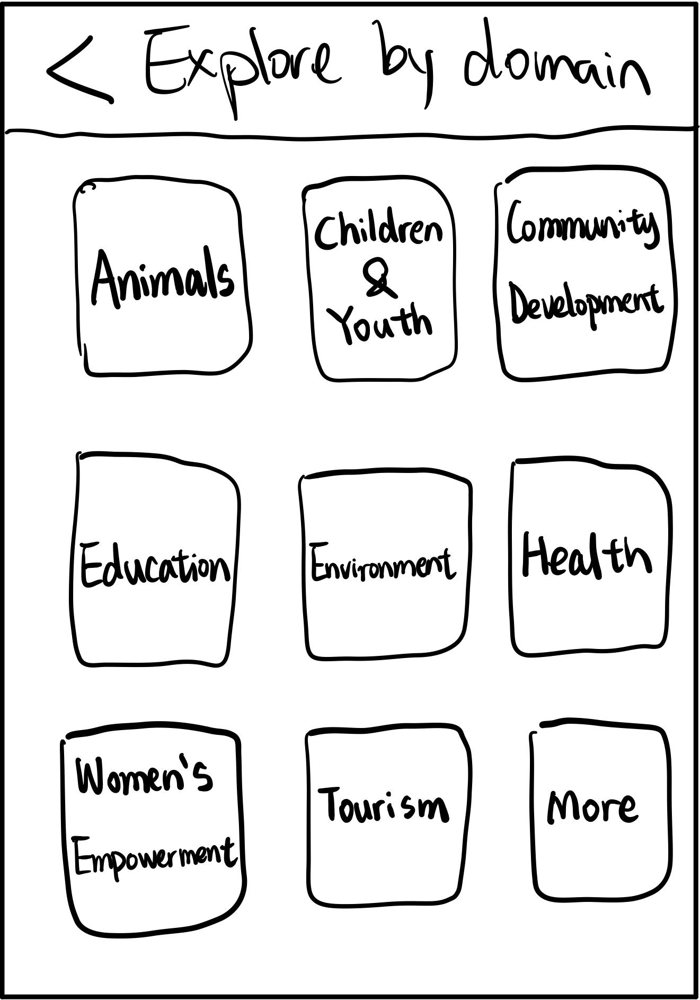 < Explore by domain
Animals
Children
&
Youth
Community
Development
Education
Environment
Health
Women's
Empowerment
Tourism
More